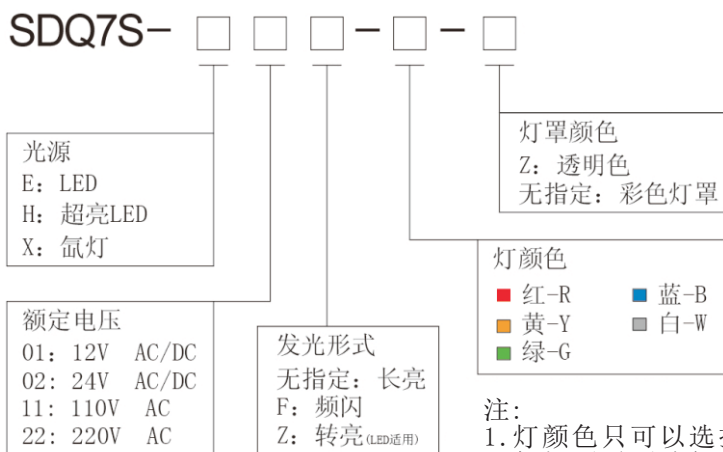 SDQ7S- □ □ □ - □ - □
光源
E: LED
H: 超亮LED
X: 氙灯
灯罩颜色
Z: 透明色
无指定: 彩色灯罩
灯颜色
红-R 蓝-B
黄-Y 白-W
绿-G
额定电压
01: 12V AC/DC
02: 24V AC/DC
11: 110V AC
22: 220V AC
发光形式
无指定: 长亮
F: 频闪
Z: 转亮(LED适用)
注:
1.灯颜色只可以选